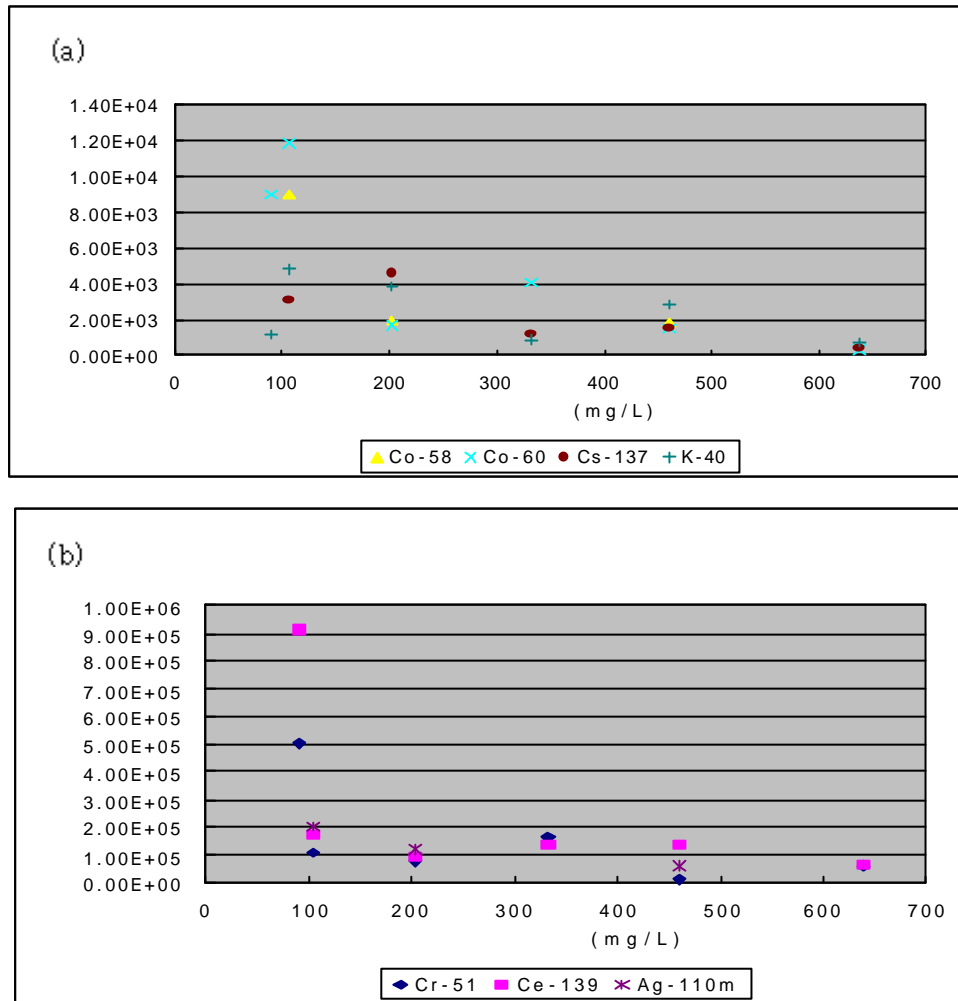 (a)
1.40E+04
1.20E+04
1.00E+04
8.00E+03
6.00E+03
4.00E+03
2.00E+03
0.00E+00
0 100 200 300 400 500 600 700
(mg/L)
Co-58 Co-60 Cs-137 K-40
(b)
1.00E+06
9.00E+05
8.00E+05
7.00E+05
6.00E+05
5.00E+05
4.00E+05
3.00E+05
2.00E+05
1.00E+05
0.00E+00
0 100 200 300 400 500 600 700
(mg/L)
Cr-51 Ce-139 Ag-110m